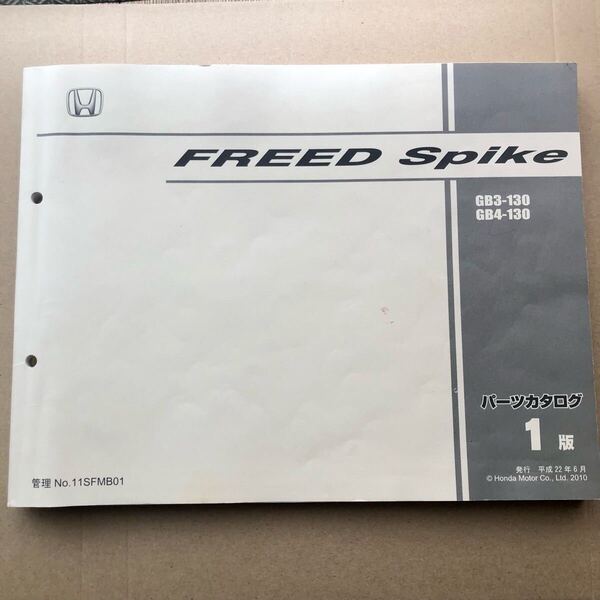 FREED Spike
GB3-130
GB4-130
パーツカタログ
1 版
発行 平成 22 年 6 月
© Honda Motor Co., Ltd. 2010
管理 No.11SFMB01